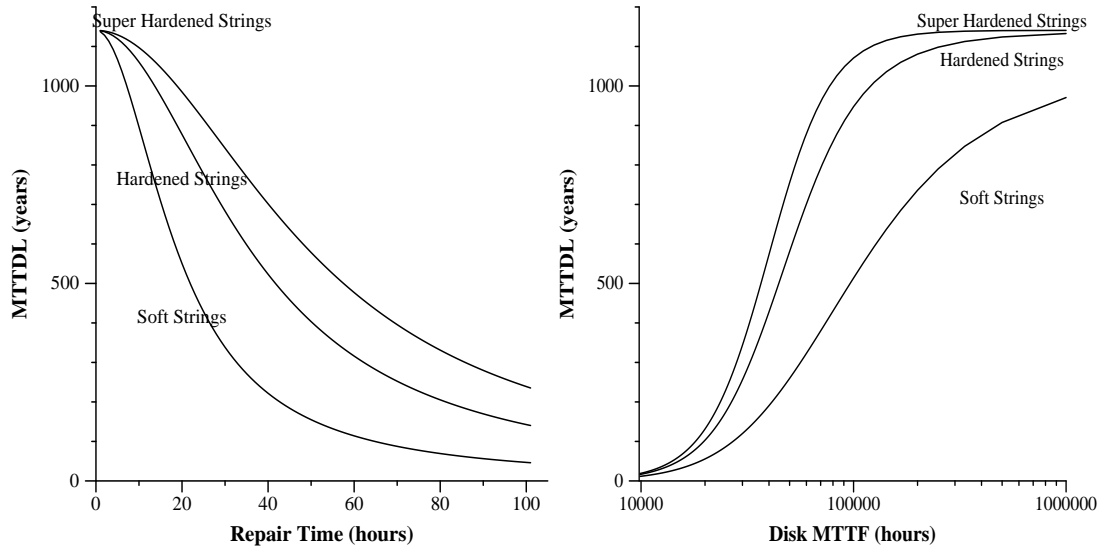 Super Hardened Strings
1000
Hardened Strings
MTTDL (years)
500
Soft Strings
0
0 20 40 60 80 100
Repair Time (hours)
Super Hardened Strings
1000
Hardened Strings
Soft Strings
MTTDL (years)
500
0
10000 100000 1000000
Disk MTTF (hours)